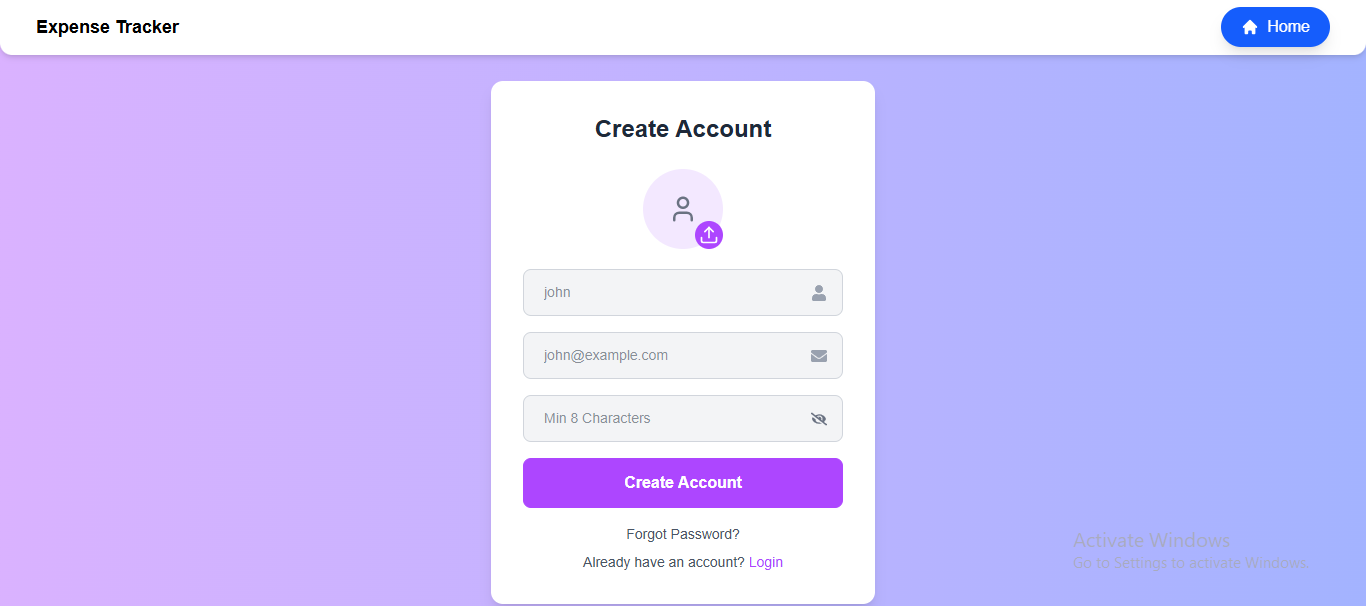 Expense Tracker
Home
Create Account
john
john@example.com
Min 8 Characters
Create Account
Forgot Password?
Already have an account? Login
Activate Windows
Go to Settings to activate Windows.